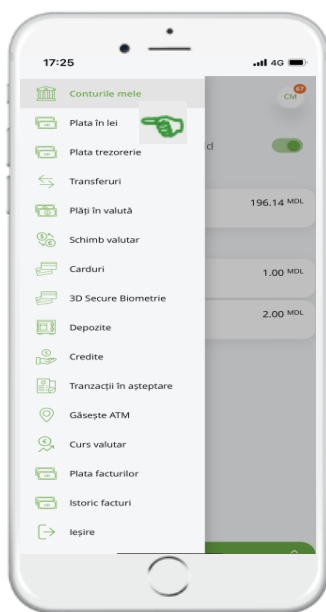 17:25
4G
Conturile mele
CM
67
Plata în lei
Plata trezorerie
d
Transferuri
Plăți în valută
196.14 MDL
Schimb valutar
Carduri
1.00 MDL
3D Secure Biometrie
2.00 MDL
Depozite
Credite
Tranzacții în așteptare
Găsește ATM
Curs valutar
Plata facturilor
Istoric facturi
Ieșire